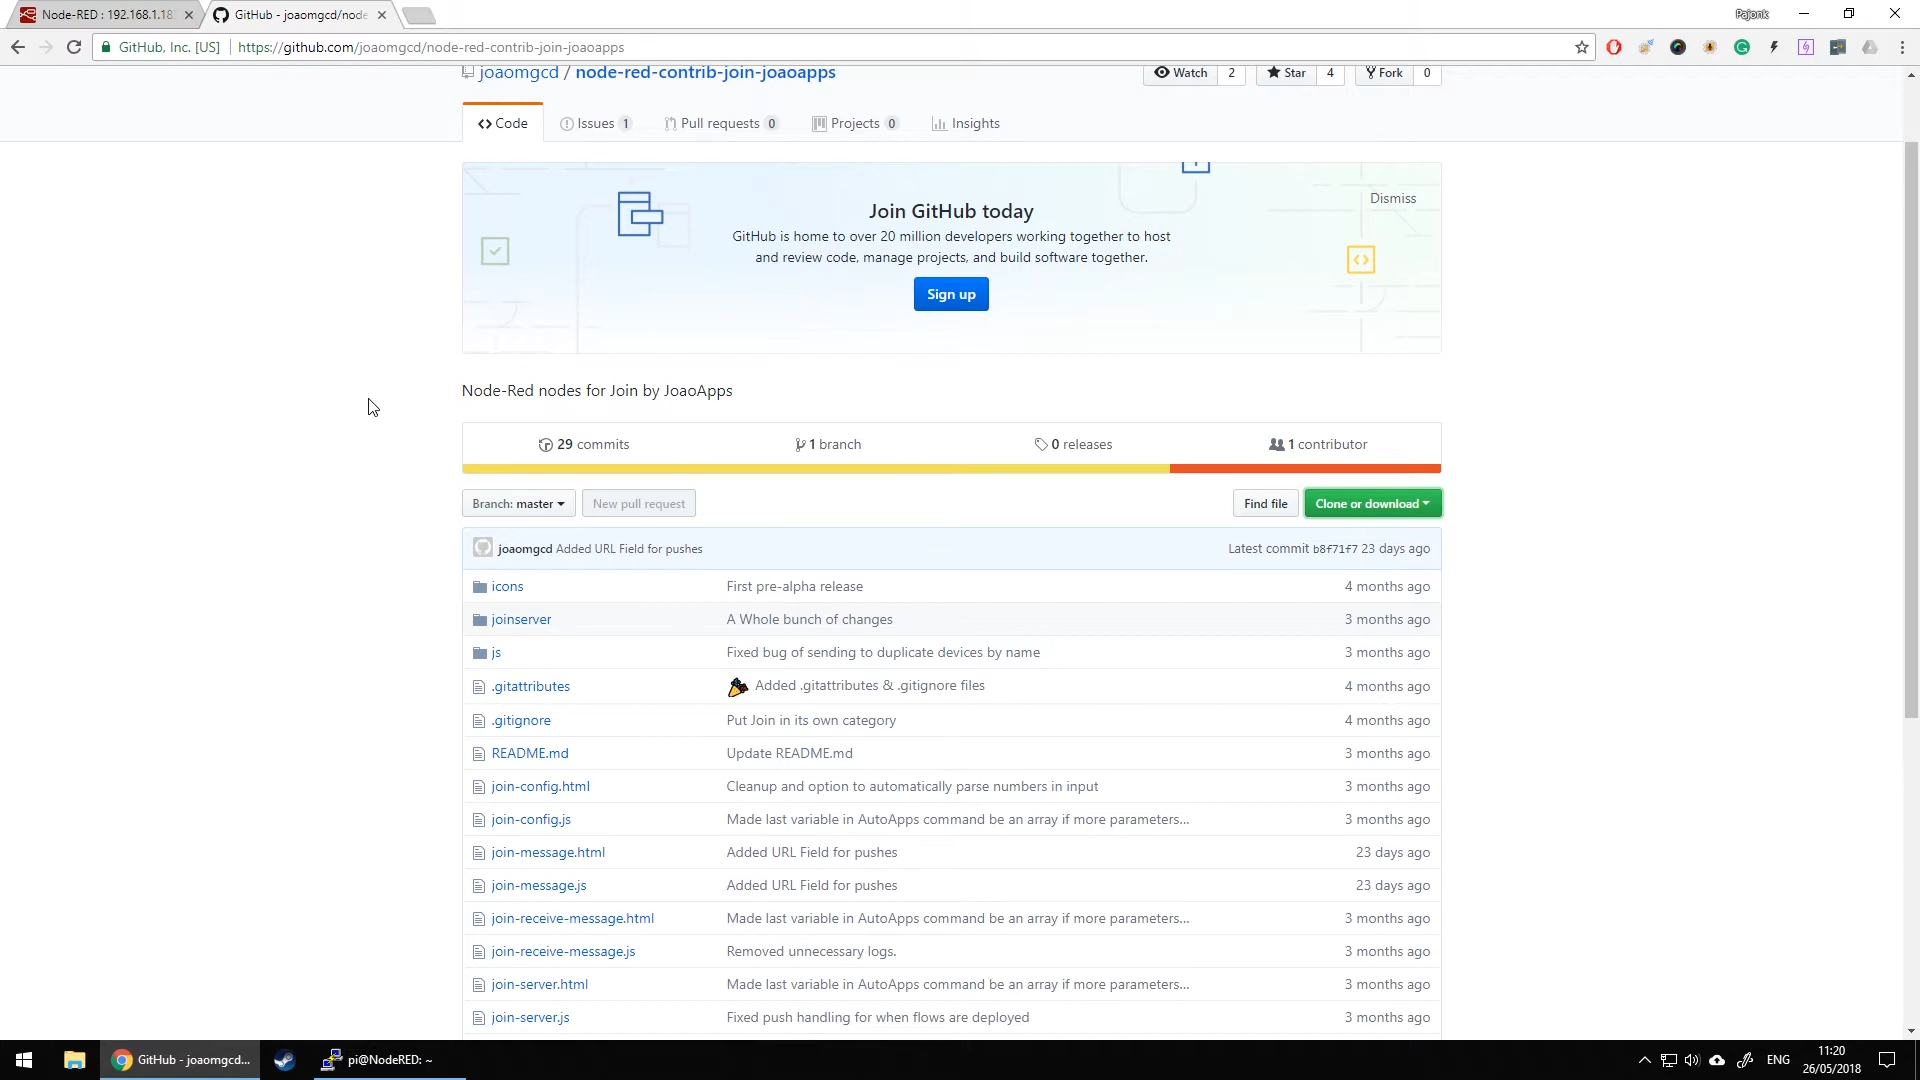 Node-RED : 192.168.1.18
GitHub - joaomgcd/node
Pajonk
GitHub, Inc. [US] https://github.com/joaomgcd/node-red-contrib-join-joaoapps
joaomgcd / node-red-contrib-join-joaoapps
Watch 2 Star 4 Fork 0
Code Issues 1 Pull requests 0 Projects 0 Insights
Dismiss
Join GitHub today
GitHub is home to over 20 million developers working together to host
and review code, manage projects, and build software together.
Sign up
Node-Red nodes for Join by JoaoApps
29 commits 1 branch 0 releases 1 contributor
Branch: master New pull request Find file Clone or download
joaomgcd Added URL Field for pushes Latest commit b8f71f7 23 days ago
icons First pre-alpha release 4 months ago
joinserver A Whole bunch of changes 3 months ago
js Fixed bug of sending to duplicate devices by name 3 months ago
.gitattributes Added .gitattributes & .gitignore files 4 months ago
.gitignore Put Join in its own category 4 months ago
README.md Update README.md 3 months ago
join-config.html Cleanup and option to automatically parse numbers in input 3 months ago
join-config.js Made last variable in AutoApps command be an array if more parameters... 3 months ago
join-message.html Added URL Field for pushes 23 days ago
join-message.js Added URL Field for pushes 23 days ago
join-receive-message.html Made last variable in AutoApps command be an array if more parameters... 3 months ago
join-receive-message.js Removed unnecessary logs. 3 months ago
join-server.html Made last variable in AutoApps command be an array if more parameters... 3 months ago
join-server.js Fixed push handling for when flows are deployed 3 months ago
GitHub - joaomgcd... pi@NodeRED: ~ ENG 11:20
26/05/2018